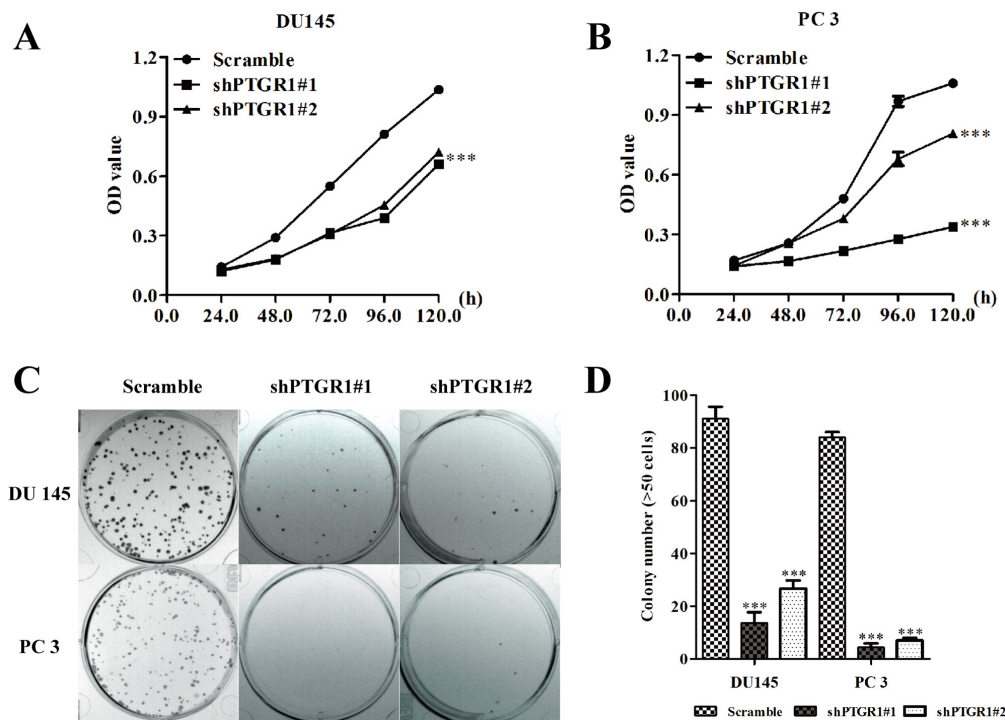 A
DU145
1.2
0.9
0.6
0.3
0.0
OD value
Scramble
shPTGR1#1
shPTGR1#2
***
0.0 24.0 48.0 72.0 96.0 120.0
(h)
B
PC 3
1.2
0.9
0.6
0.3
0.0
OD value
Scramble
shPTGR1#1
shPTGR1#2
***
***
0.0 24.0 48.0 72.0 96.0 120.0
(h)
C
Scramble shPTGR1#1 shPTGR1#2
DU 145
PC 3
D
100
80
60
40
20
0
Colony number (>50 cells)
*** *** *** ***
DU145 PC 3
Scramble shPTGR1#1 shPTGR1#2